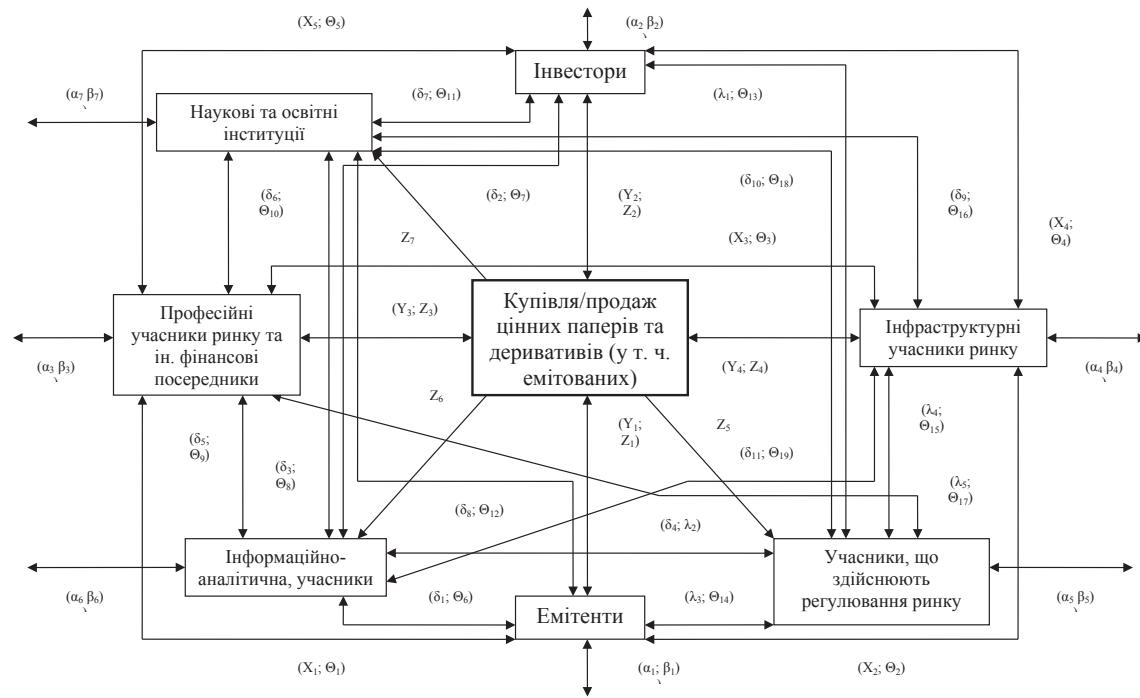 (X₅; Θ₅)
(α₂ β₂)
Інвестори
(α₇ β₇)
Наукові та освітні
інституції
(δ₇; Θ₁₁)
(λ₁; Θ₁₃)
(δ₆;
Θ₁₀)
(δ₂; Θ₇)
(Y₂;
Z₂)
(δ₁₀; Θ₁₈)
(δ₉;
Θ₁₆)
Z₇
(X₃; Θ₃)
(X₄;
Θ₄)
Професійні
учасники ринку та
ін. фінансові
посередники
(Y₃; Z₃)
Купівля/продаж
цінних паперів та
деривативів (у т. ч.
емітованих)
Інфраструктурні
учасники ринку
(α₃ β₃)
(Y₄; Z₄)
(α₄ β₄)
Z₆
(Y₁;
Z₁)
Z₅
(λ₄;
Θ₁₅)
(δ₅;
Θ₉)
(δ₃;
Θ₈)
(δ₁₁; Θ₁₉)
(λ₅;
Θ₁₇)
(δ₈; Θ₁₂)
(δ₄; λ₂)
Інформаційно-
аналітична, учасники
Учасники, що
здійснюють
регулювання ринку
(α₆ β₆)
(δ₁; Θ₆)
Емітенти
(λ₃; Θ₁₄)
(α₅ β₅)
(X₁; Θ₁)
(α₁; β₁)
(X₂; Θ₂)